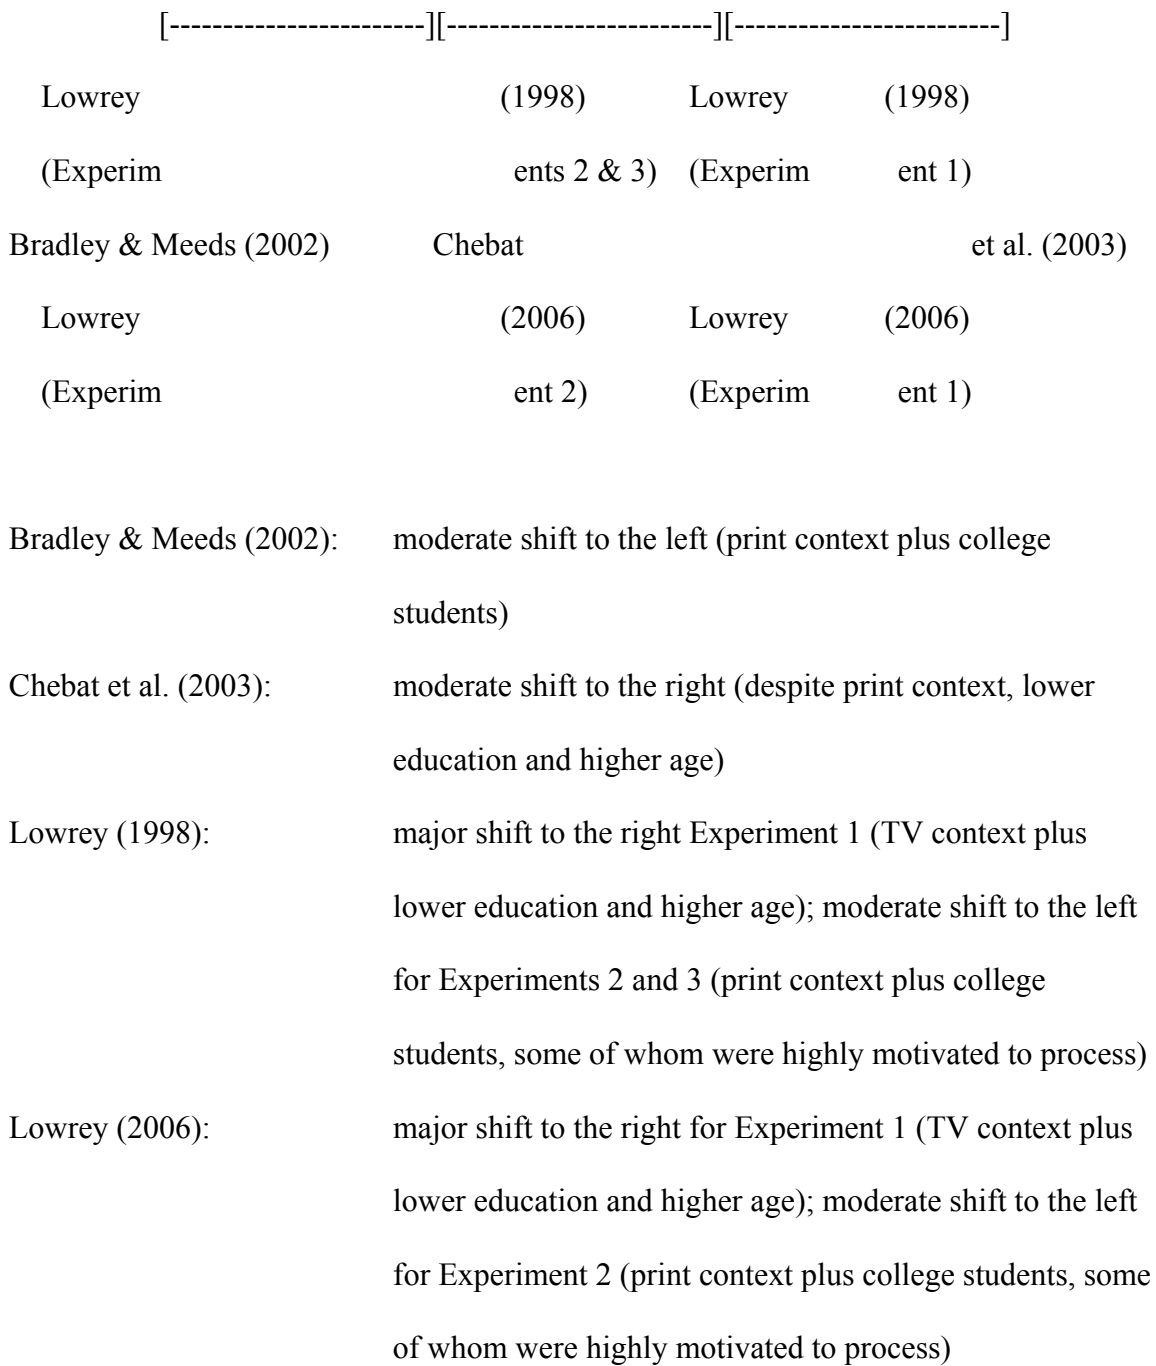 [------------------------][-------------------------][-------------------------]
Lowrey (1998) Lowrey (1998)
(Experim ents 2 & 3) (Experim ent 1)
Bradley & Meeds (2002) Chebat et al. (2003)
Lowrey (2006) Lowrey (2006)
(Experim ent 2) (Experim ent 1)
Bradley & Meeds (2002): moderate shift to the left (print context plus college
students)
Chebat et al. (2003): moderate shift to the right (despite print context, lower
education and higher age)
Lowrey (1998): major shift to the right Experiment 1 (TV context plus
lower education and higher age); moderate shift to the left
for Experiments 2 and 3 (print context plus college
students, some of whom were highly motivated to process)
Lowrey (2006): major shift to the right for Experiment 1 (TV context plus
lower education and higher age); moderate shift to the left
for Experiment 2 (print context plus college students, some
of whom were highly motivated to process)